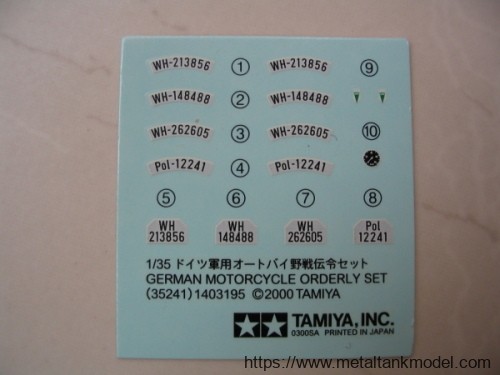 WH-213856 ① WH-213856 ⑨
WH-148488 ② WH-148488
WH-262605 ③ WH-262605 ⑩
Pol-12241 ④ Pol-12241
⑤ ⑥ ⑦ ⑧
WH WH WH Pol
213856 148488 262605 12241
1/35 ドイツ軍用オートバイ野戦伝令セット
GERMAN MOTORCYCLE ORDERLY SET
(35241) 1403195 ©2000 TAMIYA
TAMIYA, INC.
0300SA PRINTED IN JAPAN
https://www.metaltankmodel.com